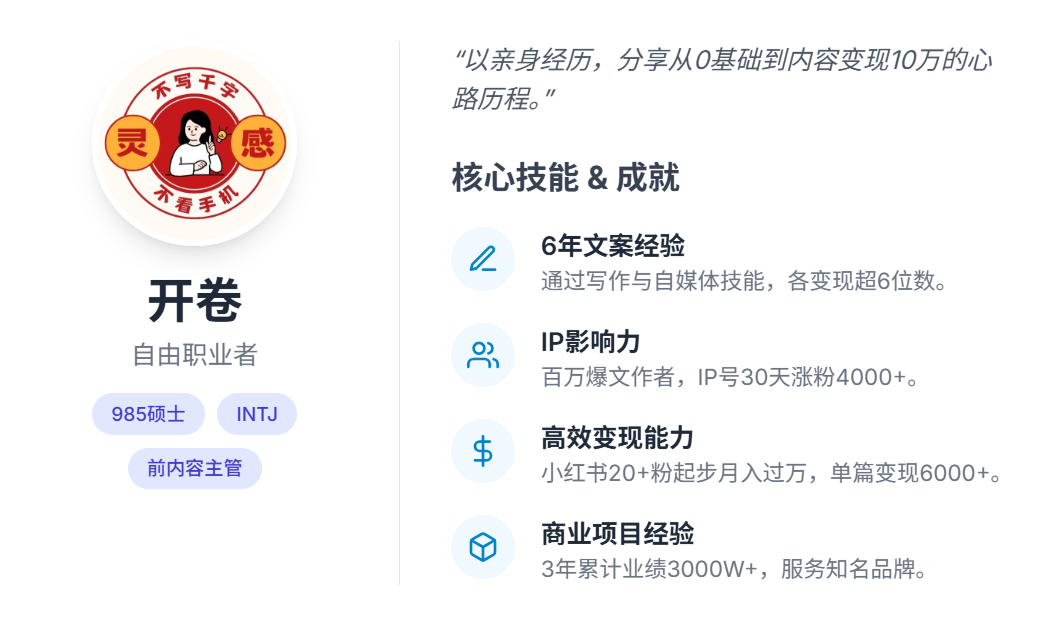 不写千字
灵
感
不看手机
开卷
自由职业者
985硕士
INTJ
前内容主管
“以亲身经历，分享从0基础到内容变现10万的心
路历程。”
核心技能 & 成就
6年文案经验
通过写作与自媒体技能，各变现超6位数。
IP影响力
百万爆文作者，IP号30天涨粉4000+。
高效变现能力
小红书20+粉起步月入过万，单篇变现6000+。
商业项目经验
3年累计业绩3000W+，服务知名品牌。